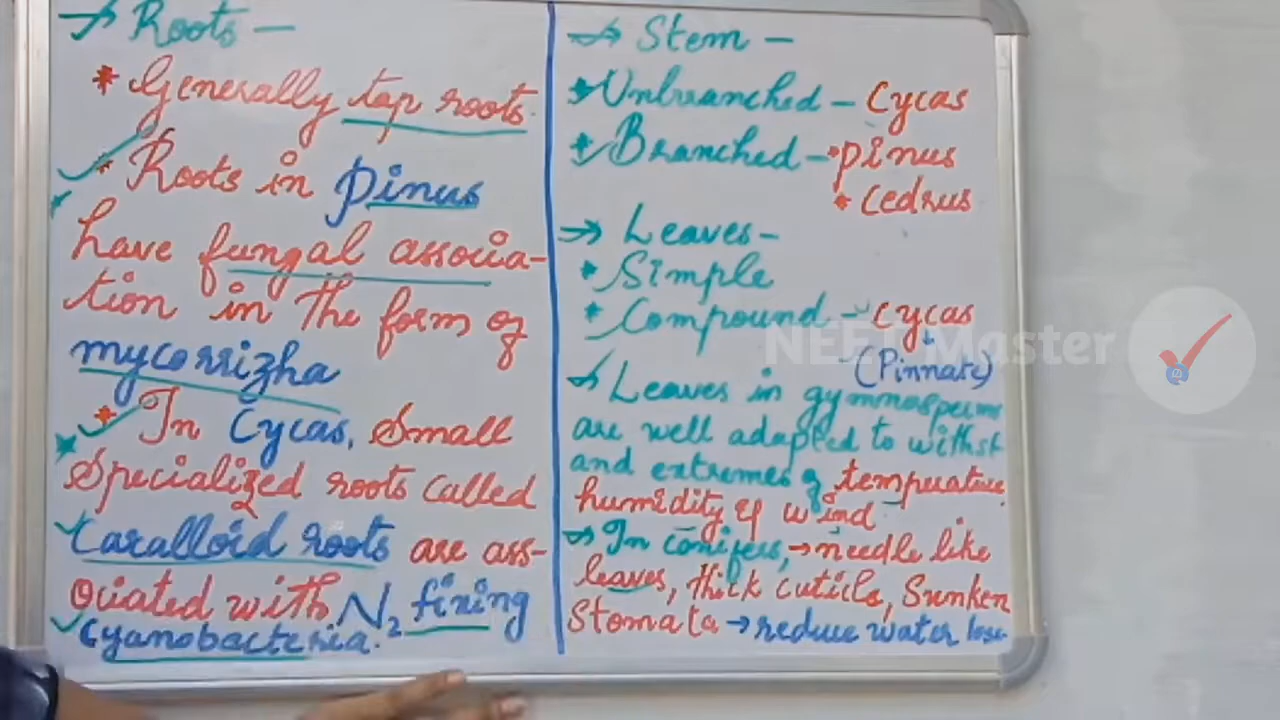 → Roots -
* Generally tap roots.
* Roots in Pinus
have fungal associa-
tion in the form of
mycorrizha
* In Cycas, Small
Specialized roots called
Caralloid roots are ass-
ociated with N2 fixing
Cyanobacteria.
→ Stem -
* Unbranched - Cycas
* Branched - * Pinus
* Cedrus
→ Leaves -
* Simple
* Compound - Cycas
(Pinnate)
→ Leaves in gymnosperms
are well adapted to withst
and extremes of temperature
humidity & wind
→ In conifers, → needle like
leaves, thick cuticle, Sunken
Stomata → reduce water loss
NEET Master